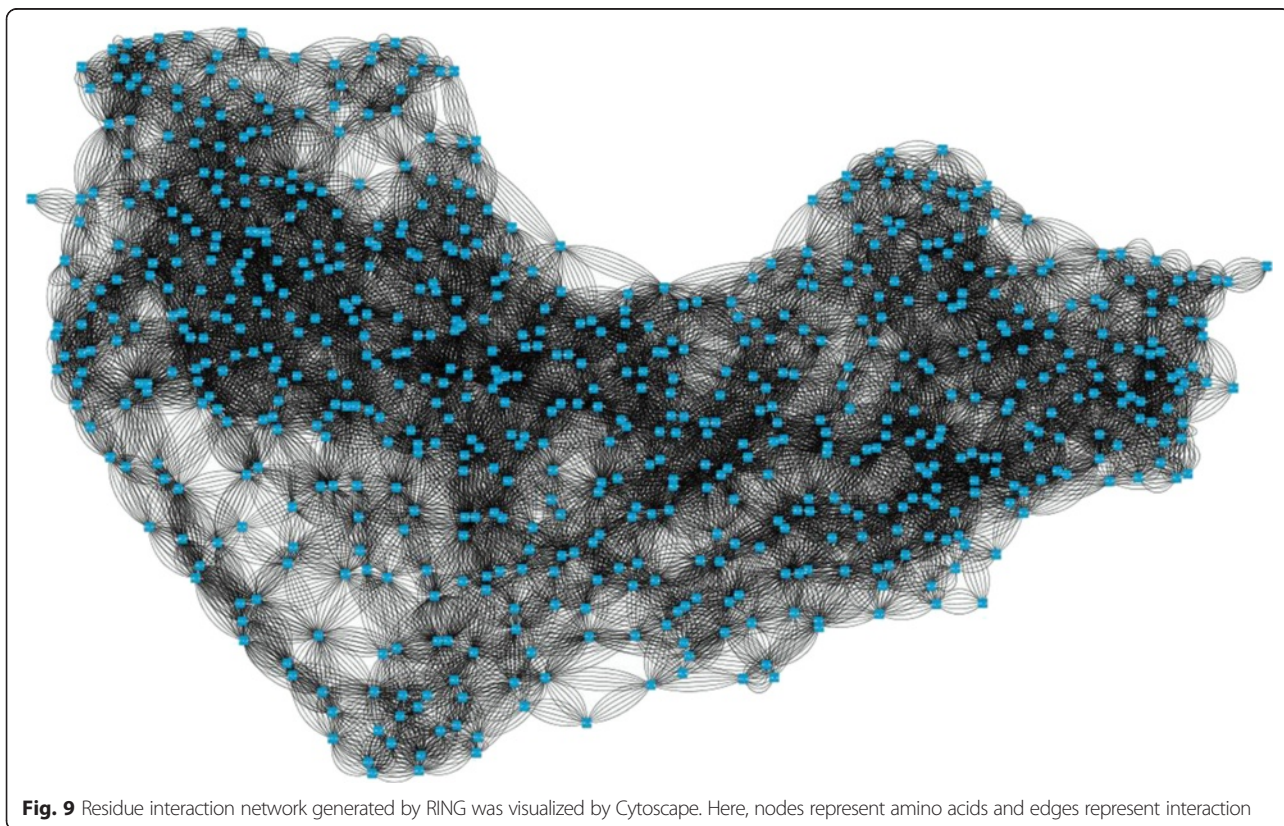 Fig. 9 Residue interaction network generated by RING was visualized by Cytoscape. Here, nodes represent amino acids and edges represent interaction